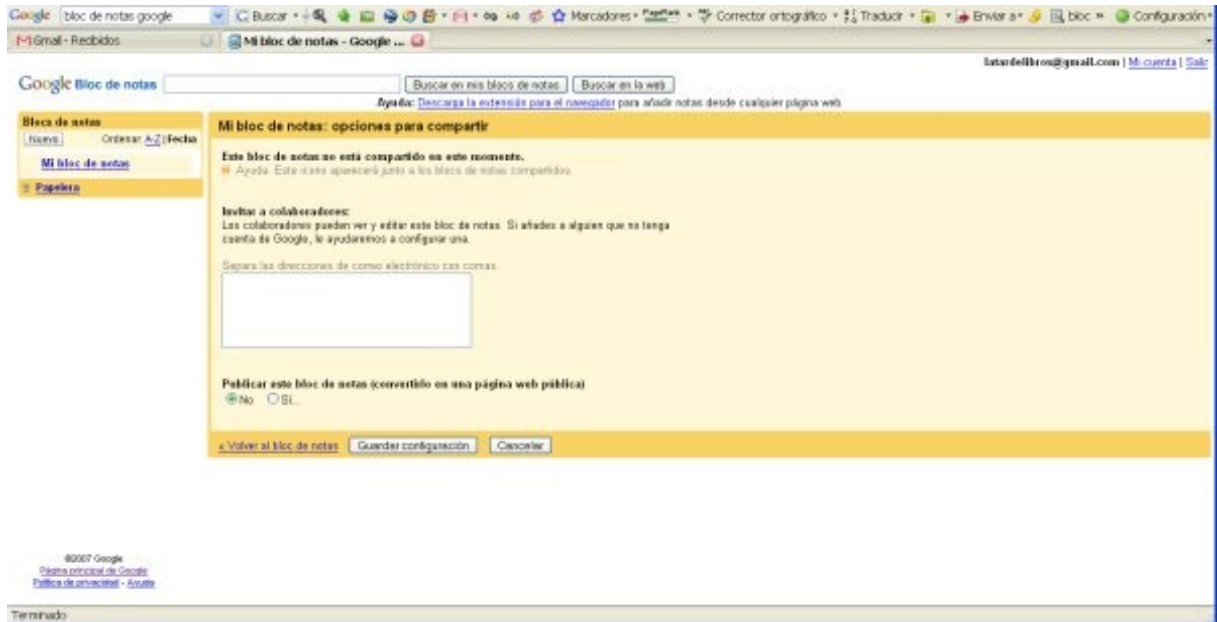 Google bloc de notas google Buscar Marcadores PageRank Corrector ortográfico Traducir Enviar a bloc Configuración
Gmail - Recibidos Mi bloc de notas - Google ...
latardellibros@gmail.com | Mi cuenta | Salir
Google Bloc de notas Buscar en mis blocs de notas Buscar en la web
Ayuda: Descarga la extensión para el navegador para añadir notas desde cualquier página web.
Blocs de notas
Nuevo Ordenar A-Z | Fecha
Mi bloc de notas
Papelera
Mi bloc de notas: opciones para compartir
Este bloc de notas no está compartido en este momento.
Ayuda: Este icono aparecerá junto a los blocs de notas compartidos.
Invitar a colaboradores:
Los colaboradores pueden ver y editar este bloc de notas. Si añades a alguien que no tenga
cuenta de Google, le ayudaremos a configurar una.
Separa las direcciones de correo electrónico con comas.
Publicar este bloc de notas (convertirlo en una página web pública)
No Sí...
« Volver al bloc de notas Guardar configuración Cancelar
©2007 Google
Página principal de Google
Política de privacidad - Ayuda
Terminado